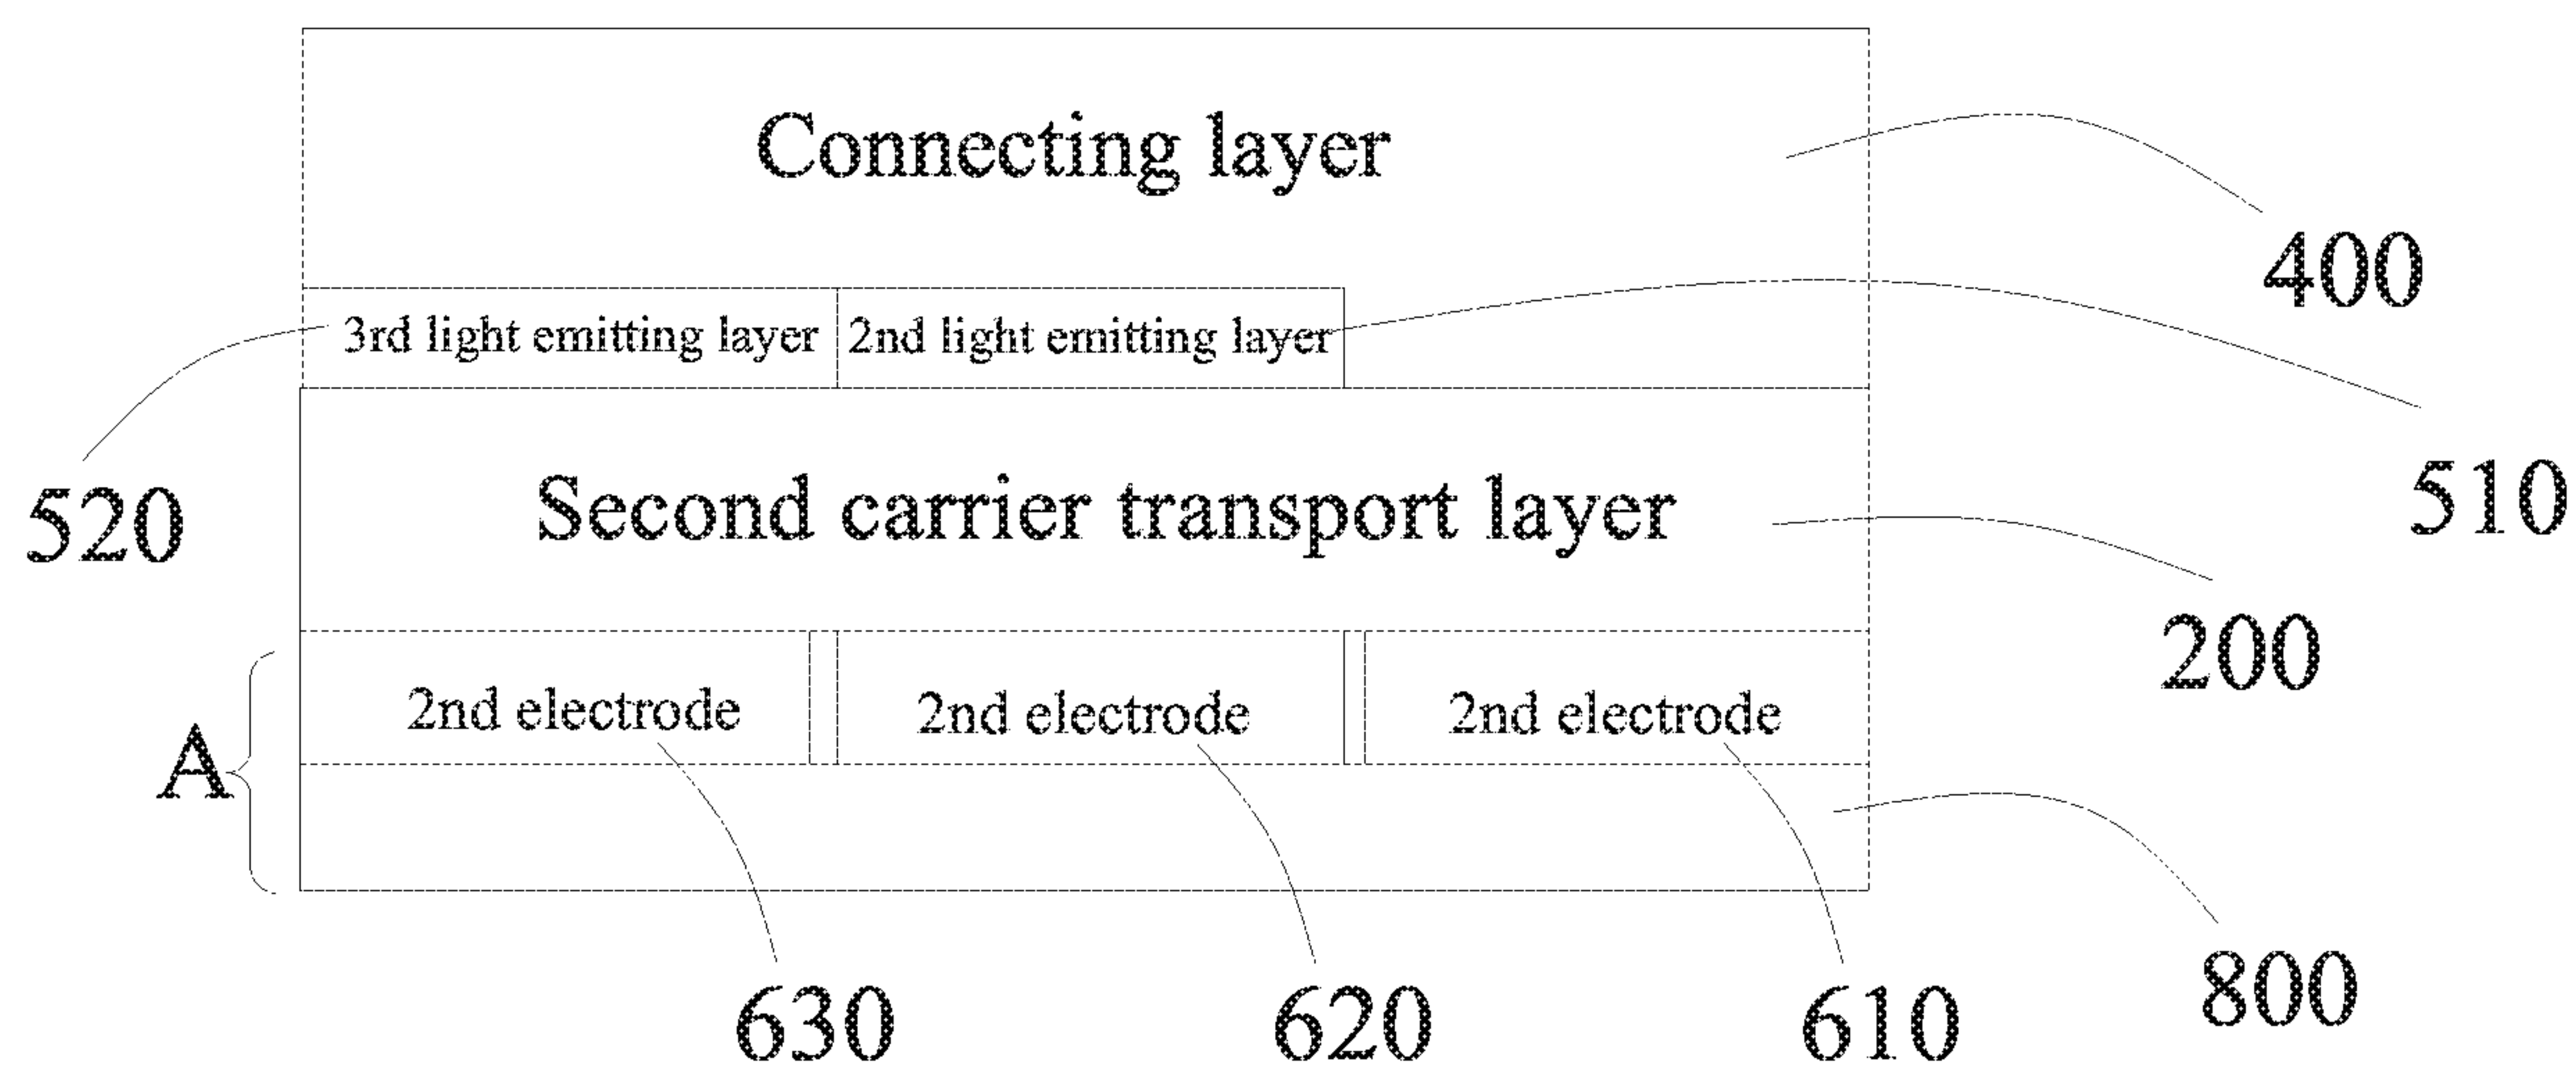 Connecting layer
400
3rd light emitting layer
2nd light emitting layer
520
510
Second carrier transport layer
200
A
2nd electrode
2nd electrode
2nd electrode
630
620
610
800